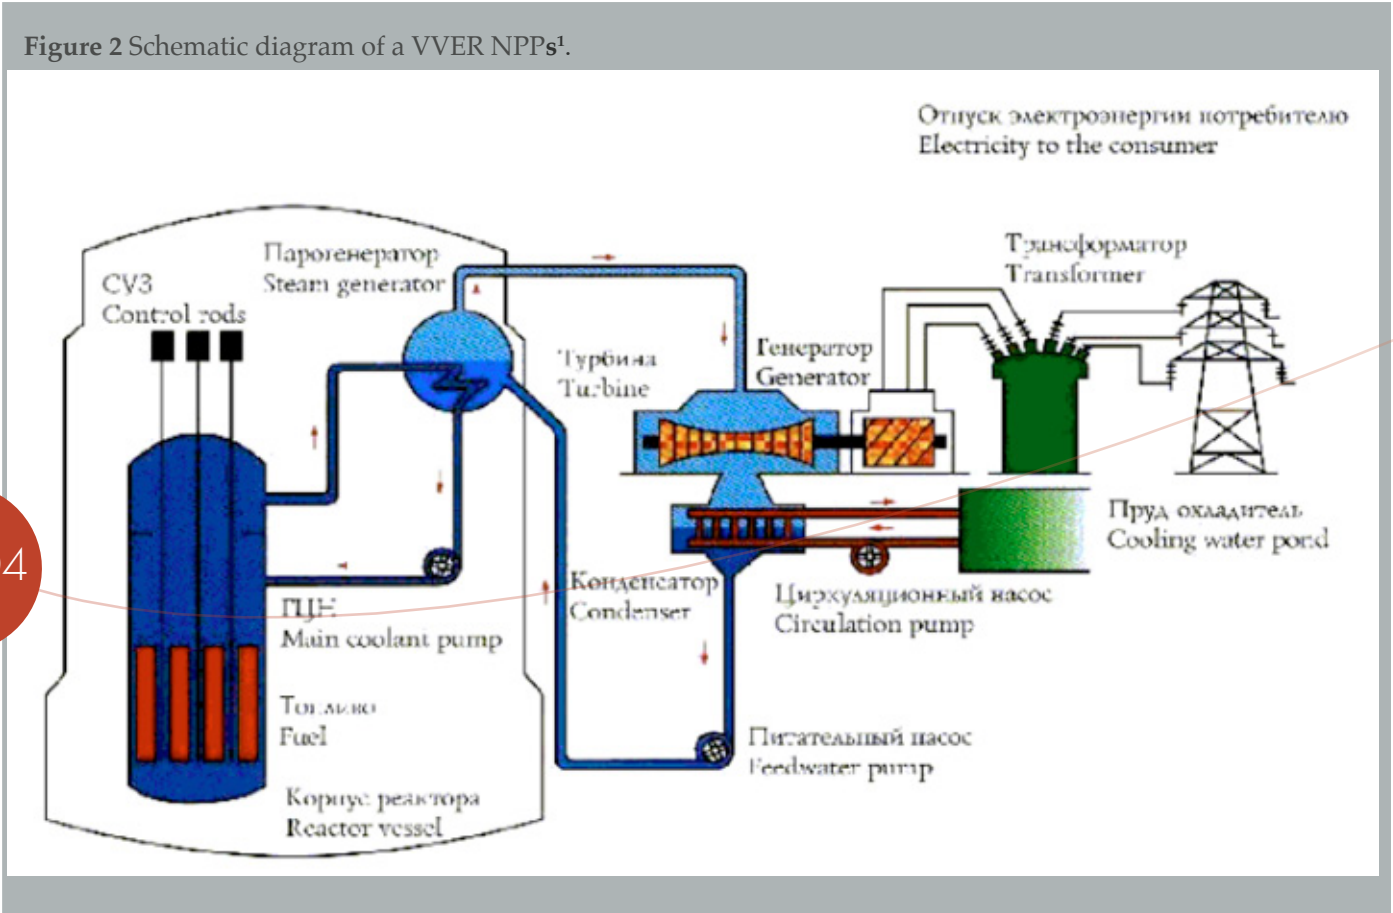 Figure 2 Schematic diagram of a VVER NPPs¹.
Отпуск электроэнергии потребителю
Electricity to the consumer
Парогенератор
Steam generator
СУЗ
Control rods
Трансформатор
Transformer
Турбина
Turbine
Генератор
Generator
Пруд охладитель
Cooling water pond
Конденсатор
Condenser
Циркуляционный насос
Circulation pump
ГЦН
Main coolant pump
Топливо
Fuel
Питательный насос
Feedwater pump
Корпус реактора
Reactor vessel
4